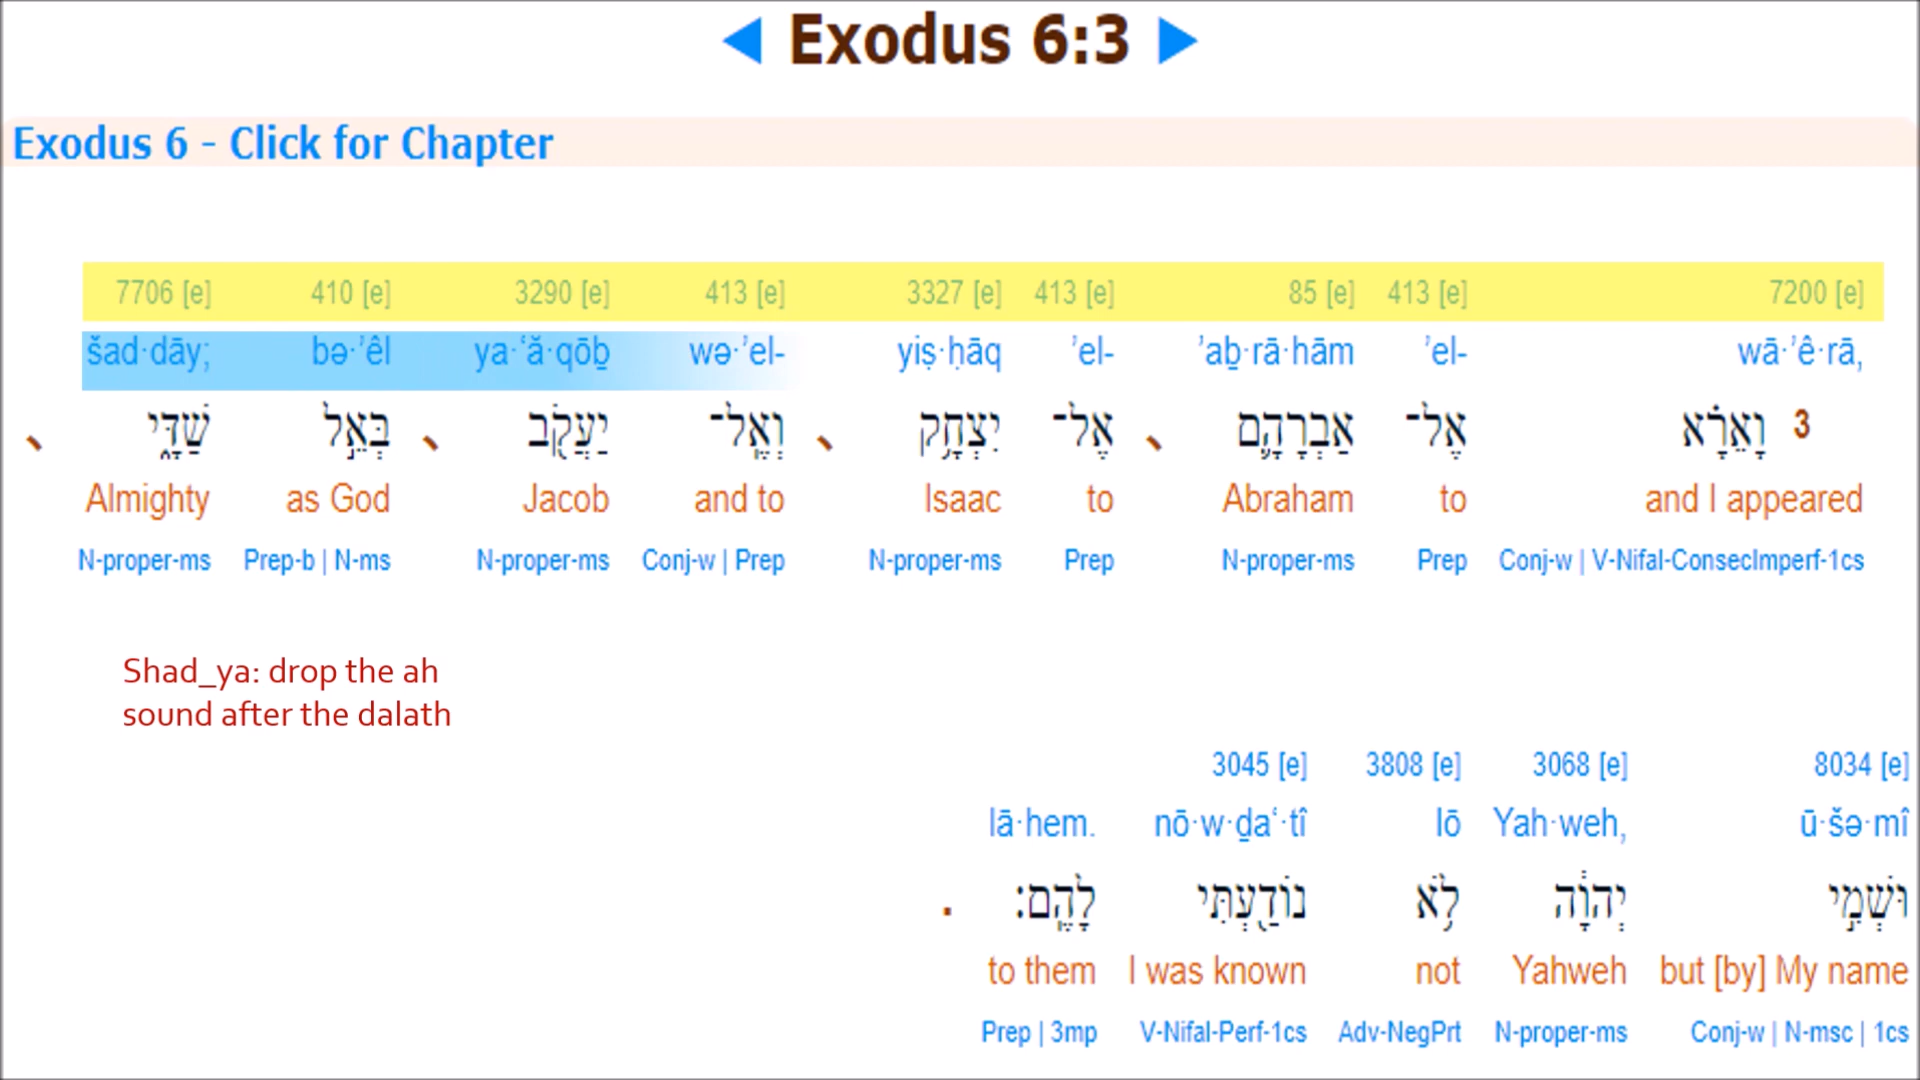 ◀ Exodus 6:3 ▶
Exodus 6 - Click for Chapter
7706 [e] 410 [e] 3290 [e] 413 [e] 3327 [e] 413 [e] 85 [e] 413 [e] 7200 [e]
šad·dāy; bə·’êl ya·‘ă·qōḇ wə·’el- yiṣ·ḥāq ’el- ’aḇ·rā·hām ’el- wā·’ê·rā,
3 וָאֵרָ֗א אֶל־ אַבְרָהָ֛ם אֶל־ יִצְחָ֥ק וְאֶֽל־ יַעֲקֹ֖ב בְּאֵ֣ל שַׁדָּ֑י
Almighty as God Jacob and to Isaac to Abraham to and I appeared
N-proper-ms Prep-b | N-ms N-proper-ms Conj-w | Prep N-proper-ms Prep N-proper-ms Prep Conj-w | V-Nifal-ConsecImperf-1cs
Shad_ya: drop the ah
sound after the dalath
3045 [e] 3808 [e] 3068 [e] 8034 [e]
lā·hem. nō·w·ḏa‘·tî lō Yah·weh, ū·šə·mî
וּשְׁמִ֣י יְהוָ֔ה לֹ֥א נוֹדַ֖עְתִּי לָהֶֽם׃
to them I was known not Yahweh but [by] My name
Prep | 3mp V-Nifal-Perf-1cs Adv-NegPrt N-proper-ms Conj-w | N-msc | 1cs